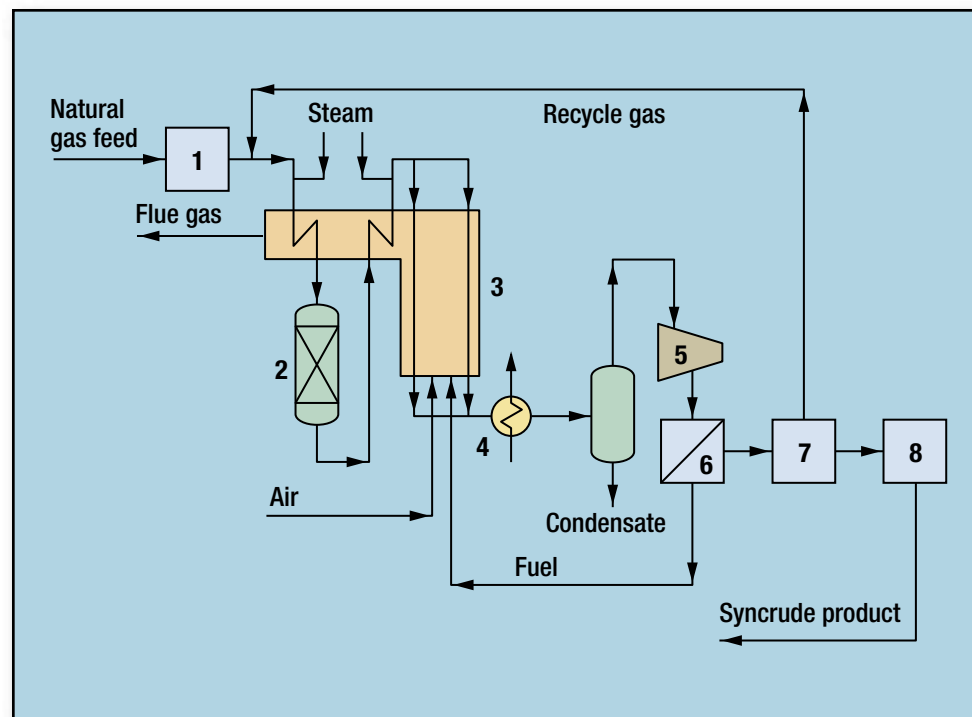 Natural
gas feed
1
Steam
Recycle gas
Flue gas
2
3
4
5
6
7
8
Air
Condensate
Fuel
Syncrude product